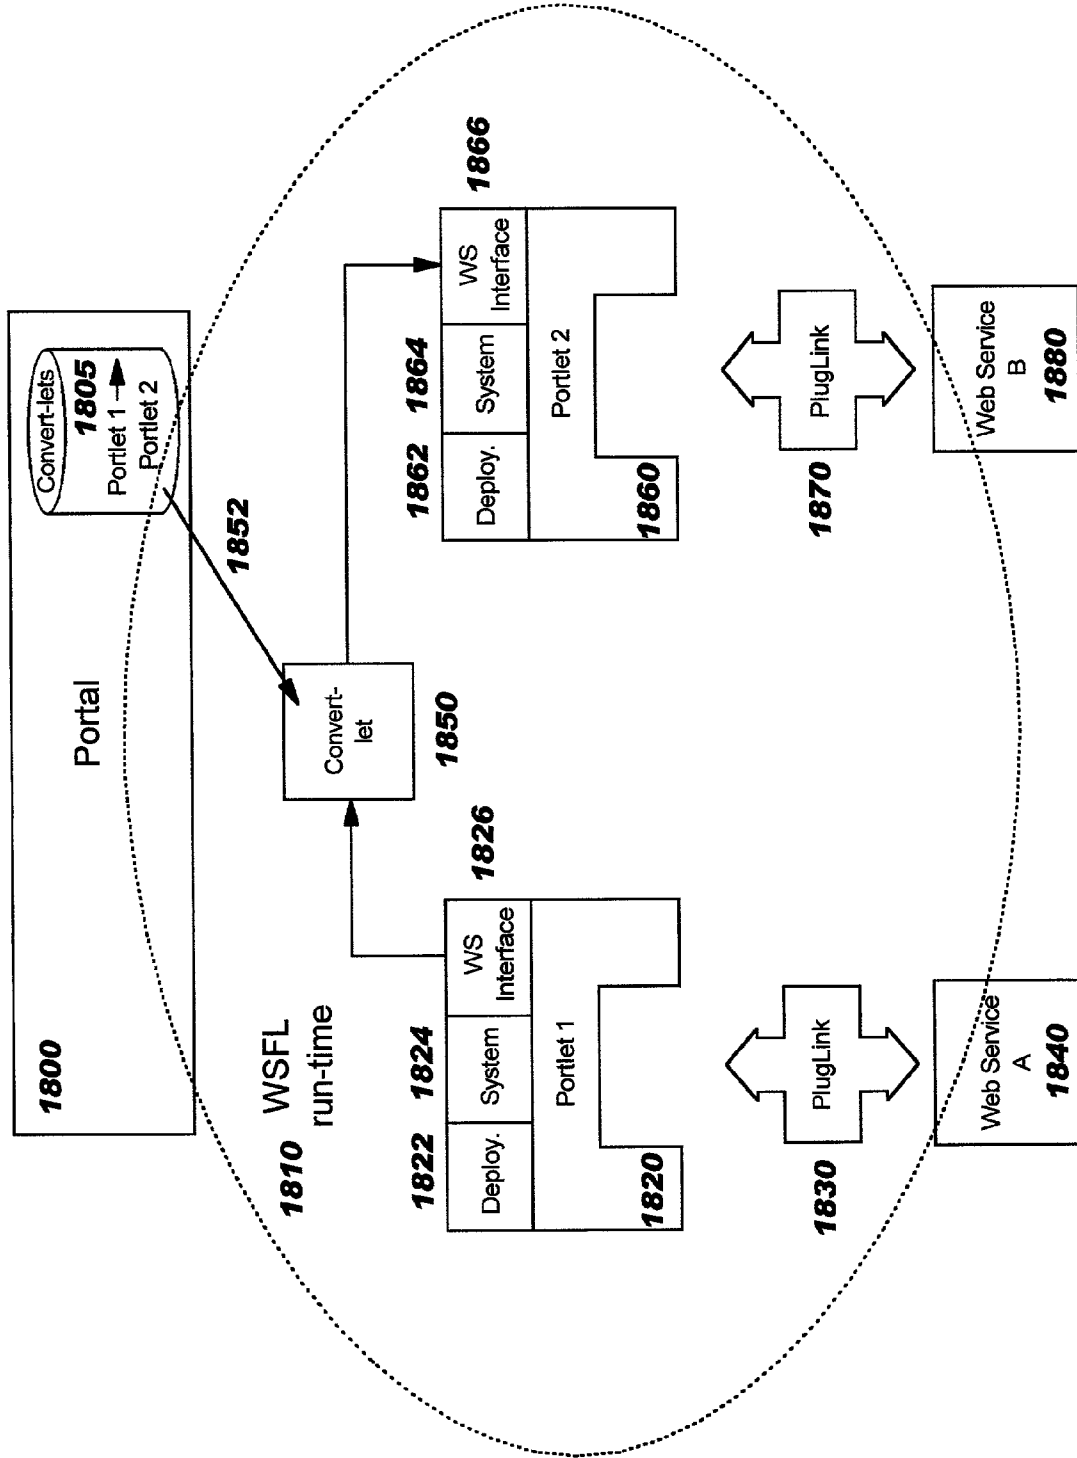 1800
Portal
Convert-lets
1805
Portlet 1
Portlet 2
1852
1810
WSFL
run-time
Convert-
let
1850
1822
1824
1826
Deploy.
System
WS
Interface
Portlet 1
1820
1862
1864
1866
Deploy.
System
WS
Interface
Portlet 2
1860
PlugLink
1830
PlugLink
1870
Web Service
A
1840
Web Service
B
1880